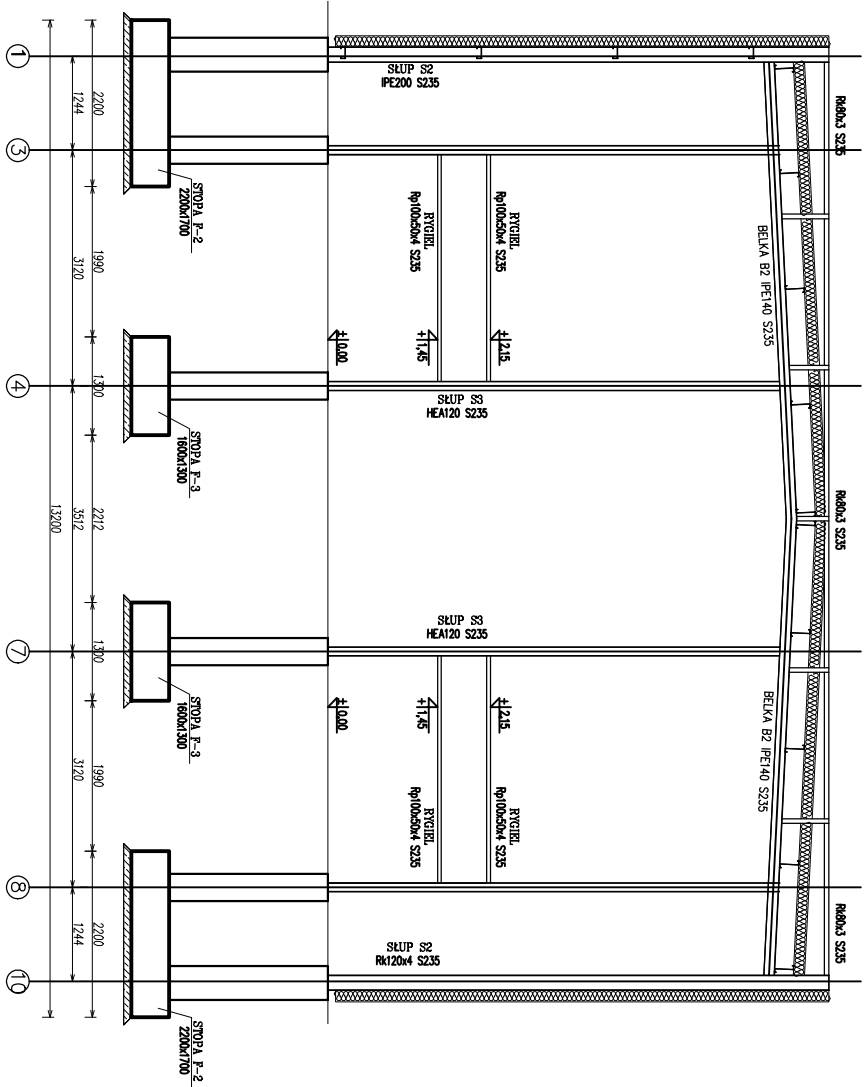 Rk80x3 S235
Rk80x3 S235
Rk80x3 S235
BELKA B2 IPE140 S235
BELKA B2 IPE140 S235
SŁUP S2
IPE200 S235
RYGIEL
Rp100x50x4 S235
RYGIEL
Rp100x50x4 S235
+2,15
+1,45
±0.00
SŁUP S3
HEA120 S235
SŁUP S3
HEA120 S235
+2,15
+1,45
±0.00
RYGIEL
Rp100x50x4 S235
RYGIEL
Rp100x50x4 S235
SŁUP S2
Rk120x4 S235
STOPA F-2
2200x1700
STOPA F-3
1600x1300
STOPA F-3
1600x1300
STOPA F-2
2200x1700
2200
1990
1300
2212
1300
1990
2200
1244
3120
3512
3120
1244
13200
1
3
4
7
8
10